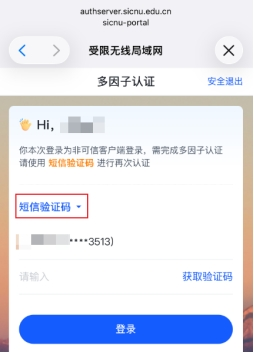 authserver.sicnu.edu.cn
sicnu-portal
受限无线局域网
多因子认证 安全退出
👋 Hi,
你本次登录为非可信客户端登录，需完成多因子认证
请使用 短信验证码 进行再次认证
短信验证码
····3513)
请输入 获取验证码
登录